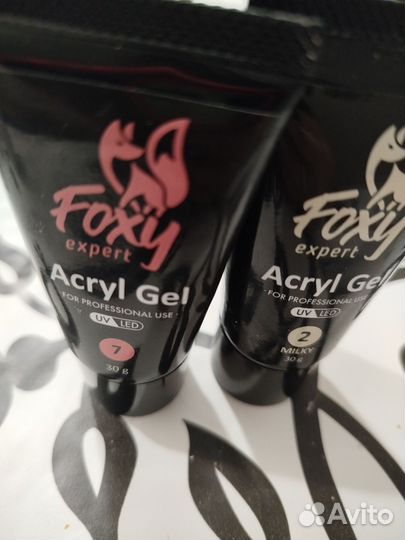 Foxy
expert
Acryl Gel
FOR PROFESSIONAL USE
UV LED
7
30 g
Foxy
expert
Acryl Gel
- FOR PROFESSIONAL USE
UV LED
2
MILKY
30 g
Avito